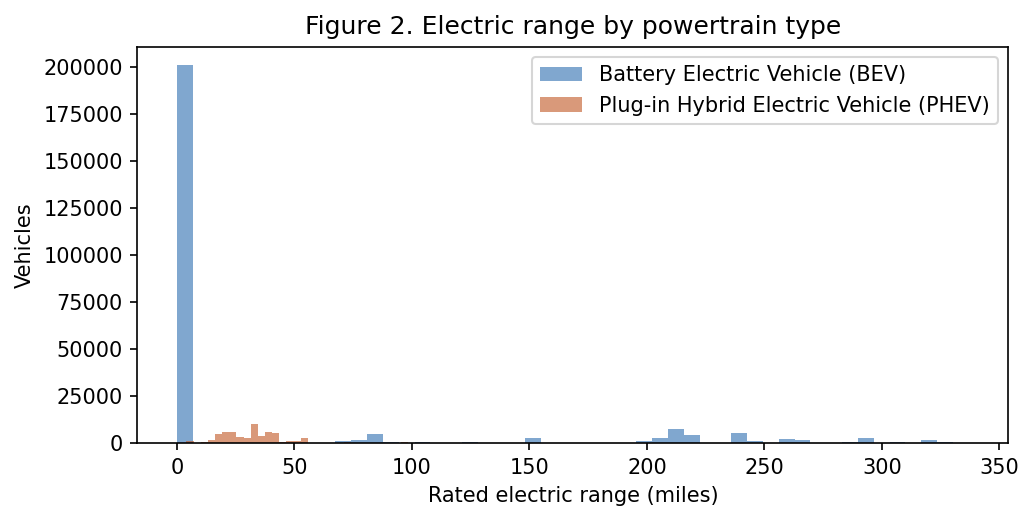 Figure 2. Electric range by powertrain type
Battery Electric Vehicle (BEV)
Plug-in Hybrid Electric Vehicle (PHEV)
200000
175000
150000
125000
100000
75000
50000
25000
0
Vehicles
0 50 100 150 200 250 300 350
Rated electric range (miles)